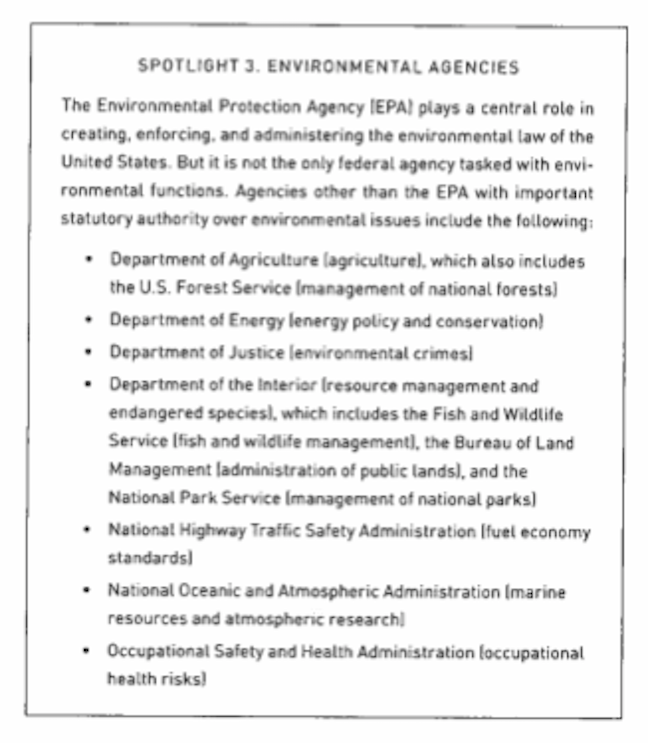 SPOTLIGHT 3. ENVIRONMENTAL AGENCIES
The Environmental Protection Agency (EPA) plays a central role in
creating, enforcing, and administering the environmental law of the
United States. But it is not the only federal agency tasked with envi-
ronmental functions. Agencies other than the EPA with important
statutory authority over environmental issues include the following:
• Department of Agriculture (agriculture), which also includes
the U.S. Forest Service (management of national forests)
• Department of Energy (energy policy and conservation)
• Department of Justice (environmental crimes)
• Department of the Interior (resource management and
endangered species), which includes the Fish and Wildlife
Service (fish and wildlife management), the Bureau of Land
Management (administration of public lands), and the
National Park Service (management of national parks)
• National Highway Traffic Safety Administration (fuel economy
standards)
• National Oceanic and Atmospheric Administration (marine
resources and atmospheric research)
• Occupational Safety and Health Administration (occupational
health risks)